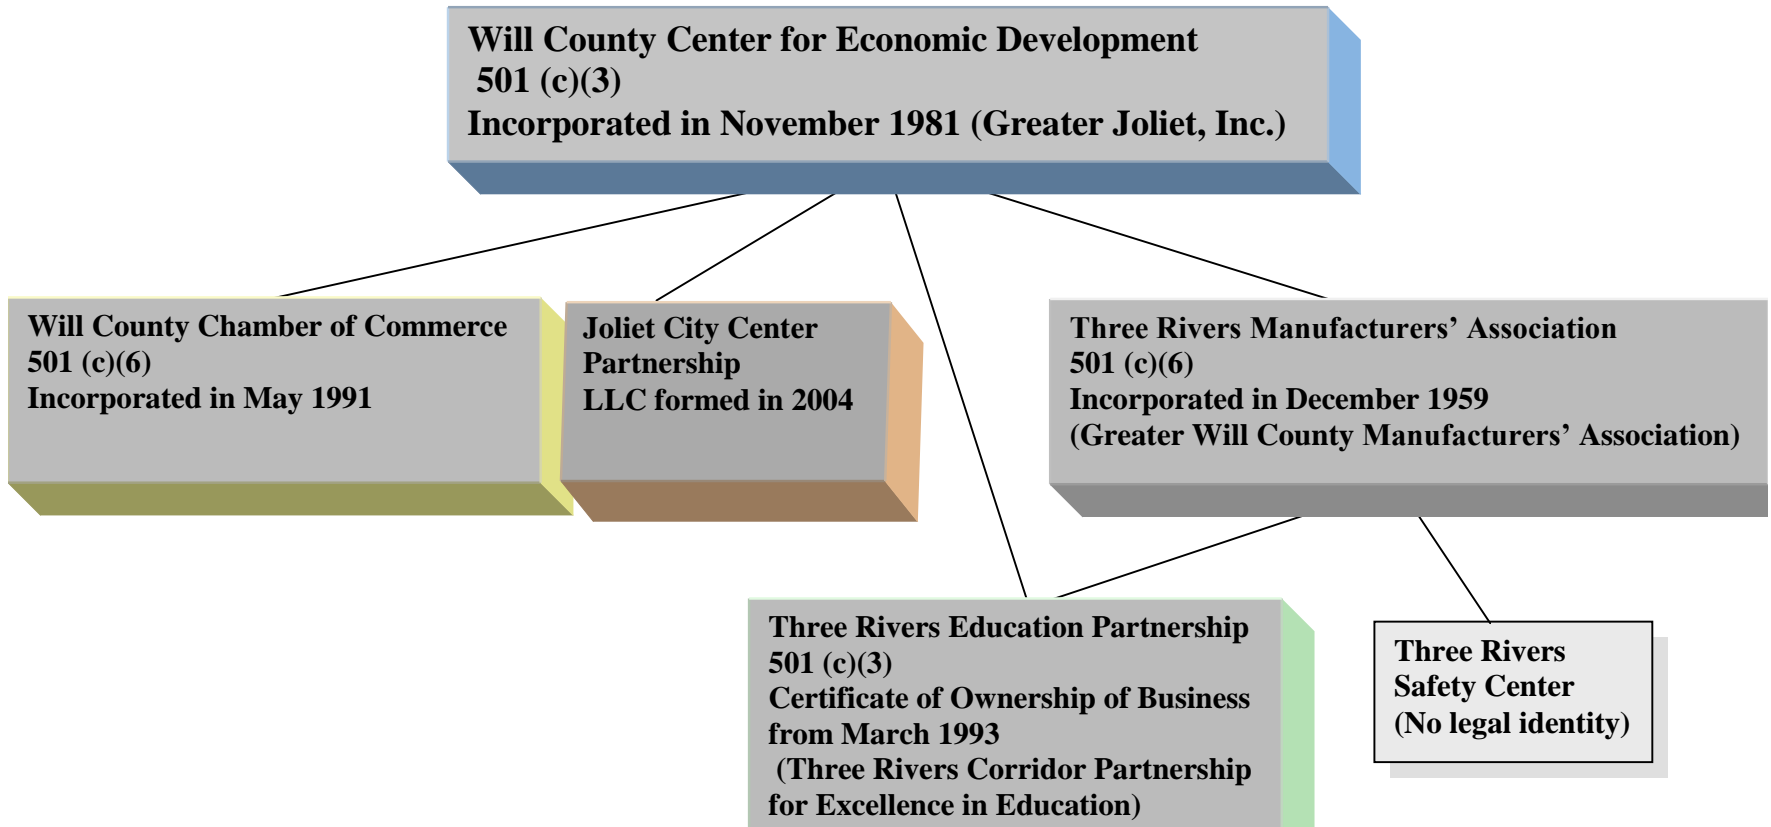 Will County Center for Economic Development
501 (c)(3)
Incorporated in November 1981 (Greater Joliet, Inc.)
Will County Chamber of Commerce
501 (c)(6)
Incorporated in May 1991
Joliet City Center
Partnership
LLC formed in 2004
Three Rivers Manufacturers’ Association
501 (c)(6)
Incorporated in December 1959
(Greater Will County Manufacturers’ Association)
Three Rivers Education Partnership
501 (c)(3)
Certificate of Ownership of Business
from March 1993
(Three Rivers Corridor Partnership
for Excellence in Education)
Three Rivers
Safety Center
(No legal identity)